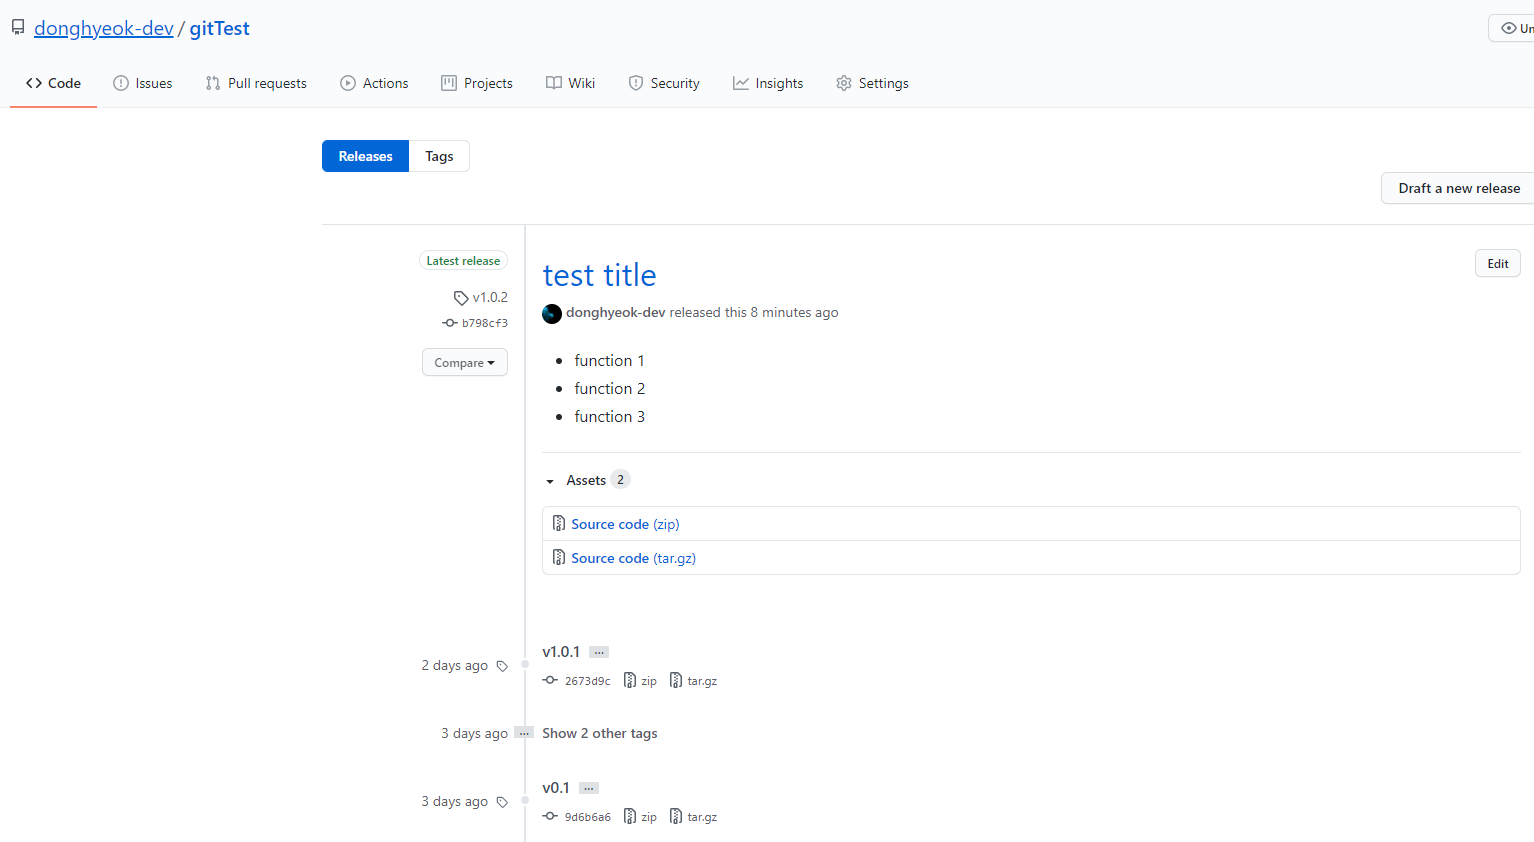 donghyeok-dev / gitTest
Code Issues Pull requests Actions Projects Wiki Security Insights Settings
Releases Tags
Draft a new release
Latest release
v1.0.2
b798cf3
Compare
test title
Edit
donghyeok-dev released this 8 minutes ago
function 1
function 2
function 3
Assets 2
Source code (zip)
Source code (tar.gz)
2 days ago
v1.0.1 ...
2673d9c zip tar.gz
3 days ago ... Show 2 other tags
3 days ago
v0.1 ...
9d6b6a6 zip tar.gz